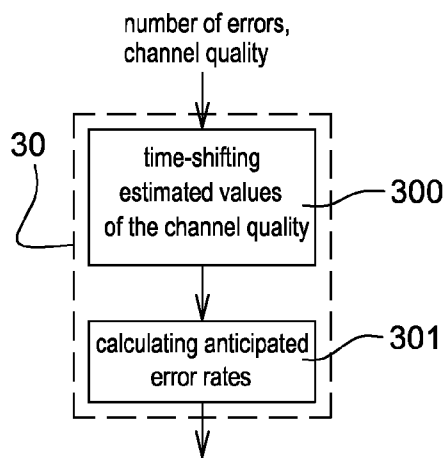 number of errors,
channel quality
30
time-shifting
estimated values
of the channel quality
300
calculating anticipated
error rates
301